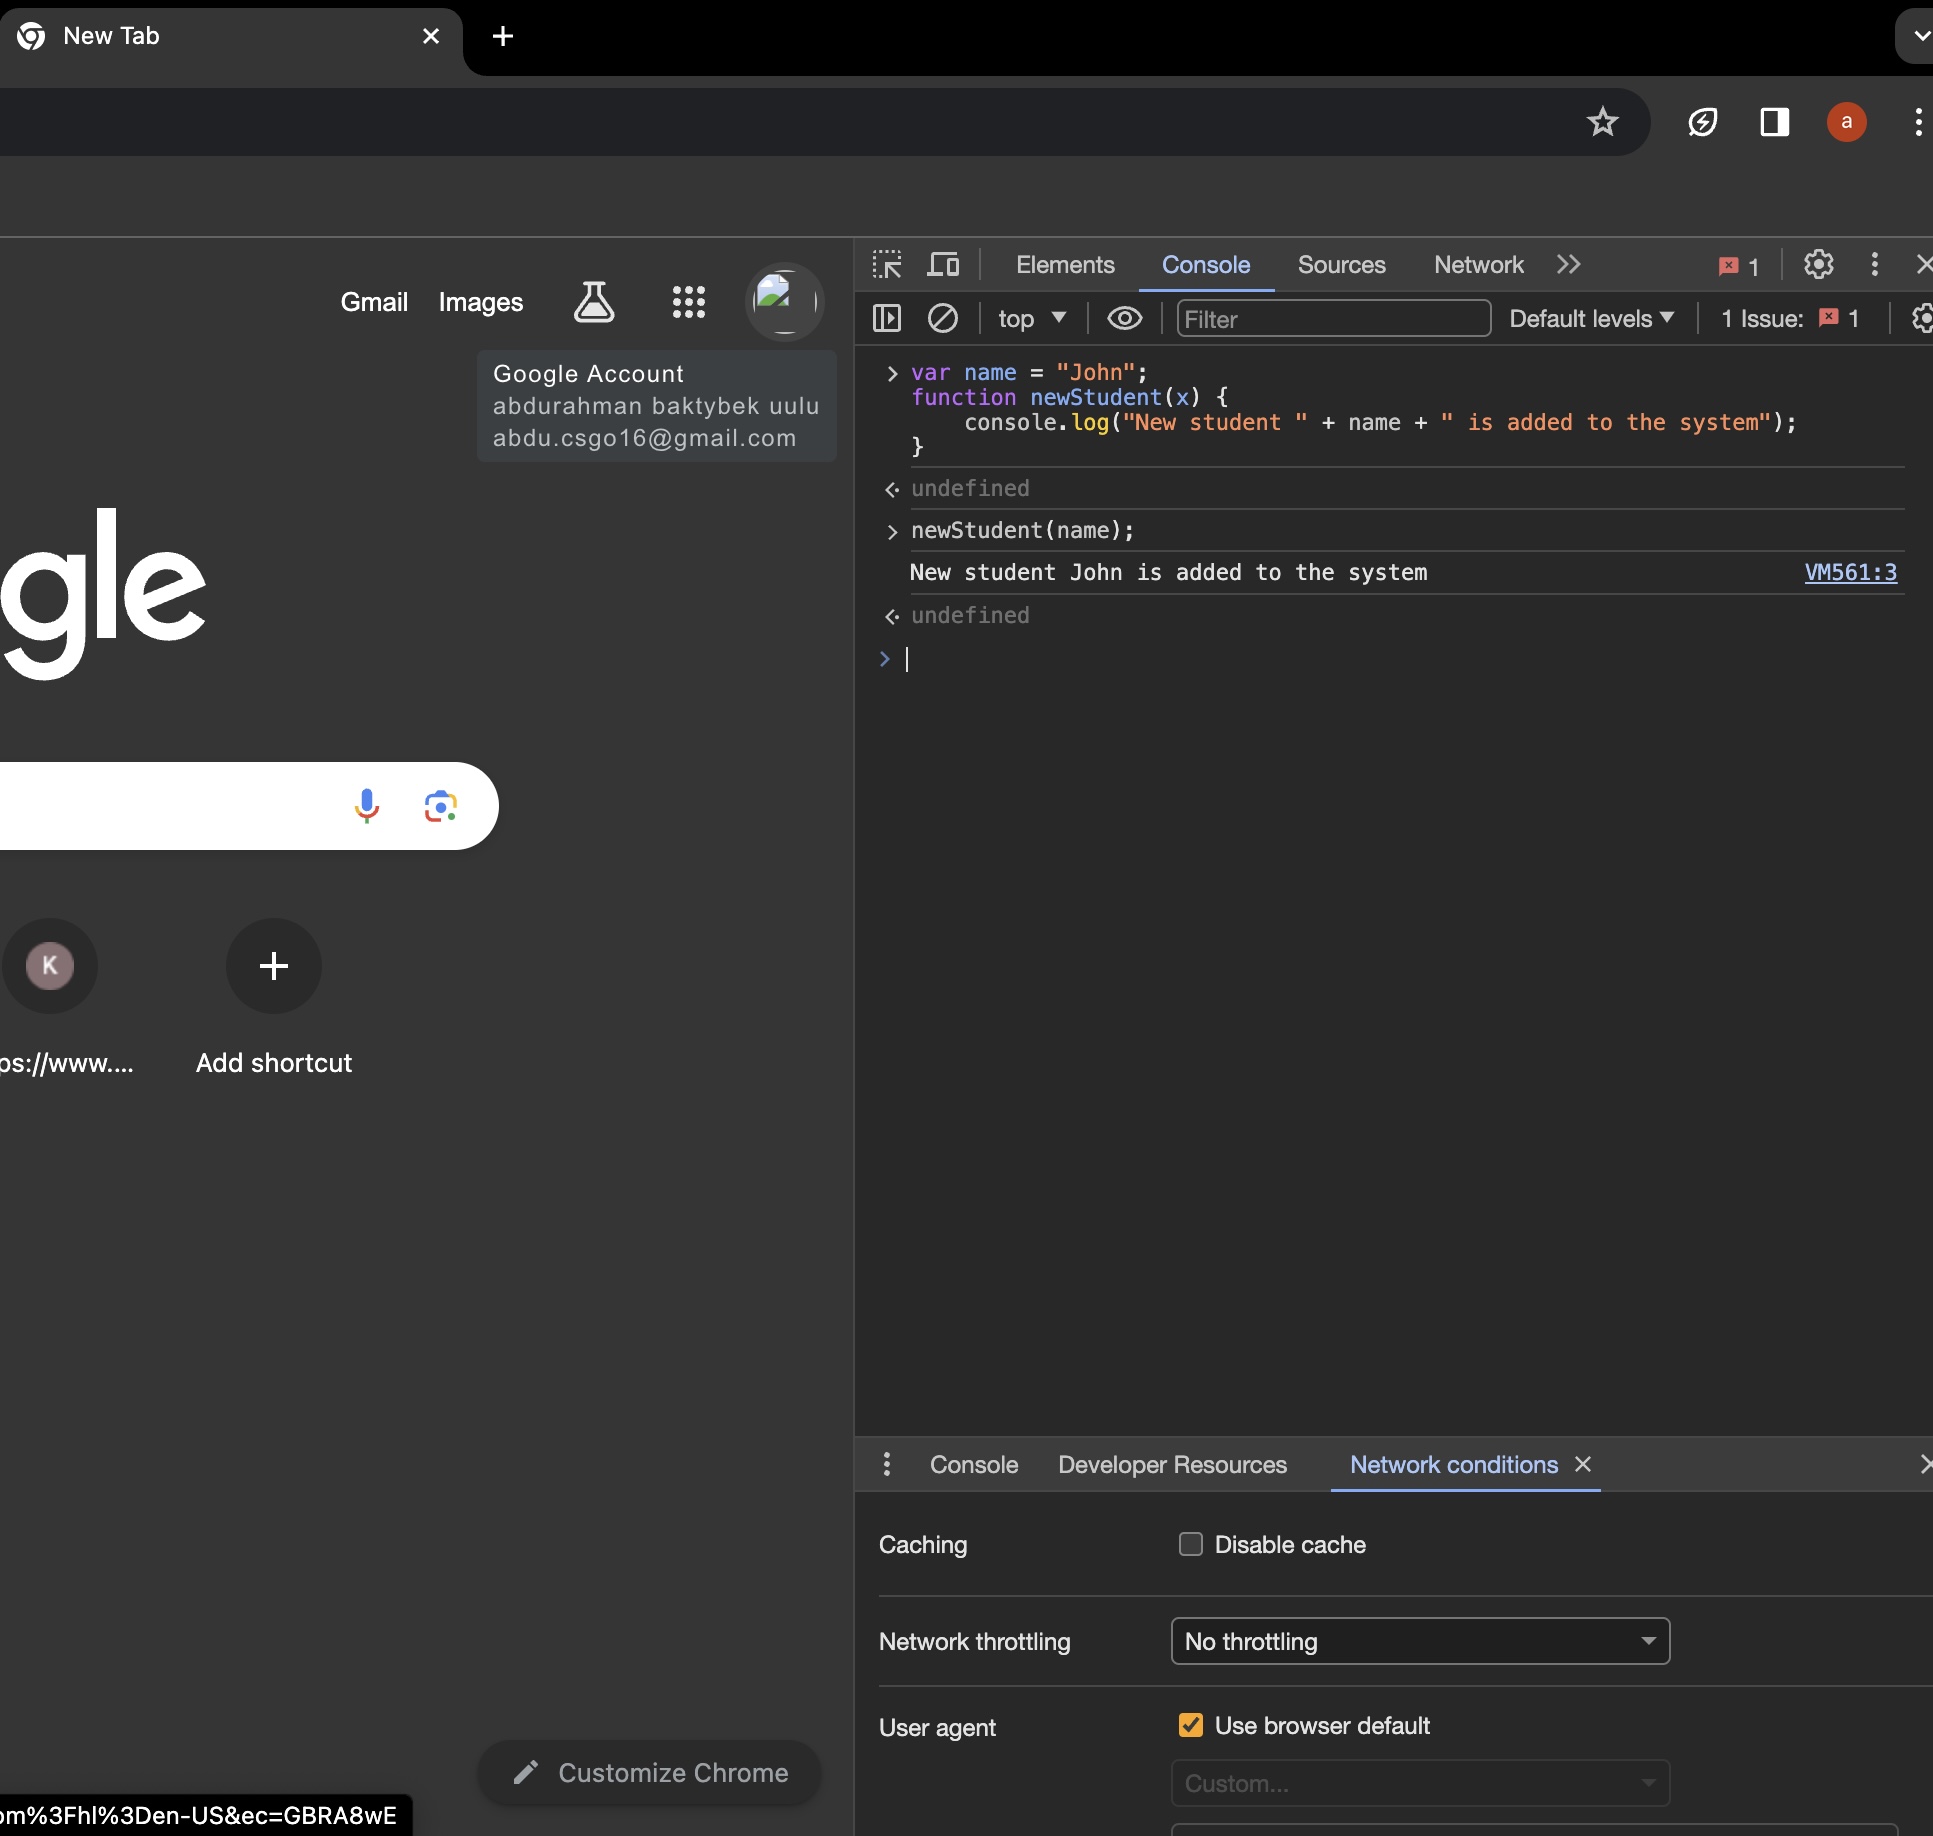 New Tab
a
Gmail
Images
Google Account
abdurahman baktybek uulu
abdu.csgo16@gmail.com
gle
K
ps://www....
Add shortcut
Customize Chrome
om%3Fhl%3Den-US&ec=GBRA8wE
Elements
Console
Sources
Network
1
top
Filter
Default levels
1 Issue:
1
var name = "John";
function newStudent(x) {
console.log("New student " + name + " is added to the system");
}
undefined
newStudent(name);
New student John is added to the system
VM561:3
undefined
Console
Developer Resources
Network conditions
Caching
Disable cache
Network throttling
No throttling
User agent
Use browser default
Custom...